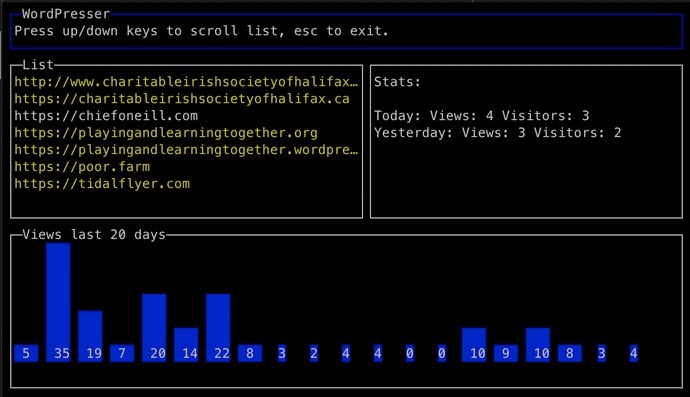 WordPresser
Press up/down keys to scroll list, esc to exit.
List
http://www.charitableirishsocietyofhalifax…
https://charitableirishsocietyofhalifax.ca
https://chiefoneill.com
https://playingandlearningtogether.org
https://playingandlearningtogether.wordpre…
https://poor.farm
https://tidalflyer.com
Stats:
Today: Views: 4 Visitors: 3
Yesterday: Views: 3 Visitors: 2
Views last 20 days
5 35 19 7 20 14 22 8 3 2 4 4 0 0 10 9 10 8 3 4